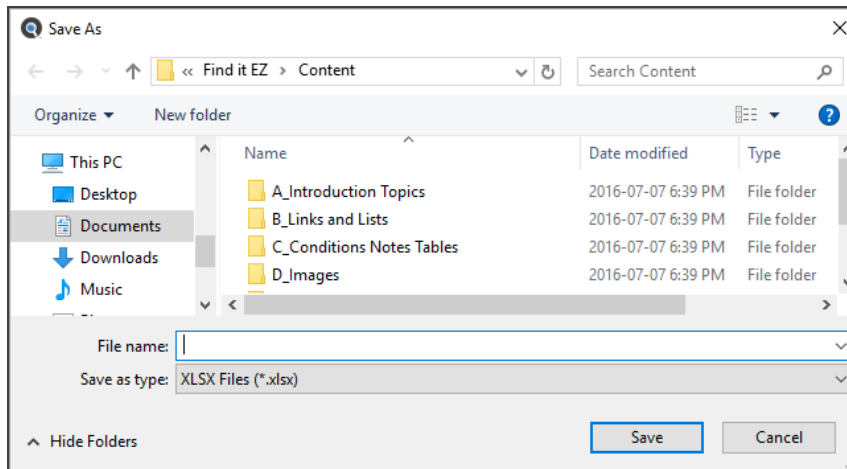 Save As
« Find it EZ > Content
Search Content
Organize
New folder
?
Name
Date modified
Type
This PC
Desktop
Documents
Downloads
Music
A_Introduction Topics 2016-07-07 6:39 PM File folder
B_Links and Lists 2016-07-07 6:39 PM File folder
C_Conditions Notes Tables 2016-07-07 6:39 PM File folder
D_Images 2016-07-07 6:39 PM File folder
File name:
Save as type: XLSX Files (*.xlsx)
Hide Folders
Save
Cancel